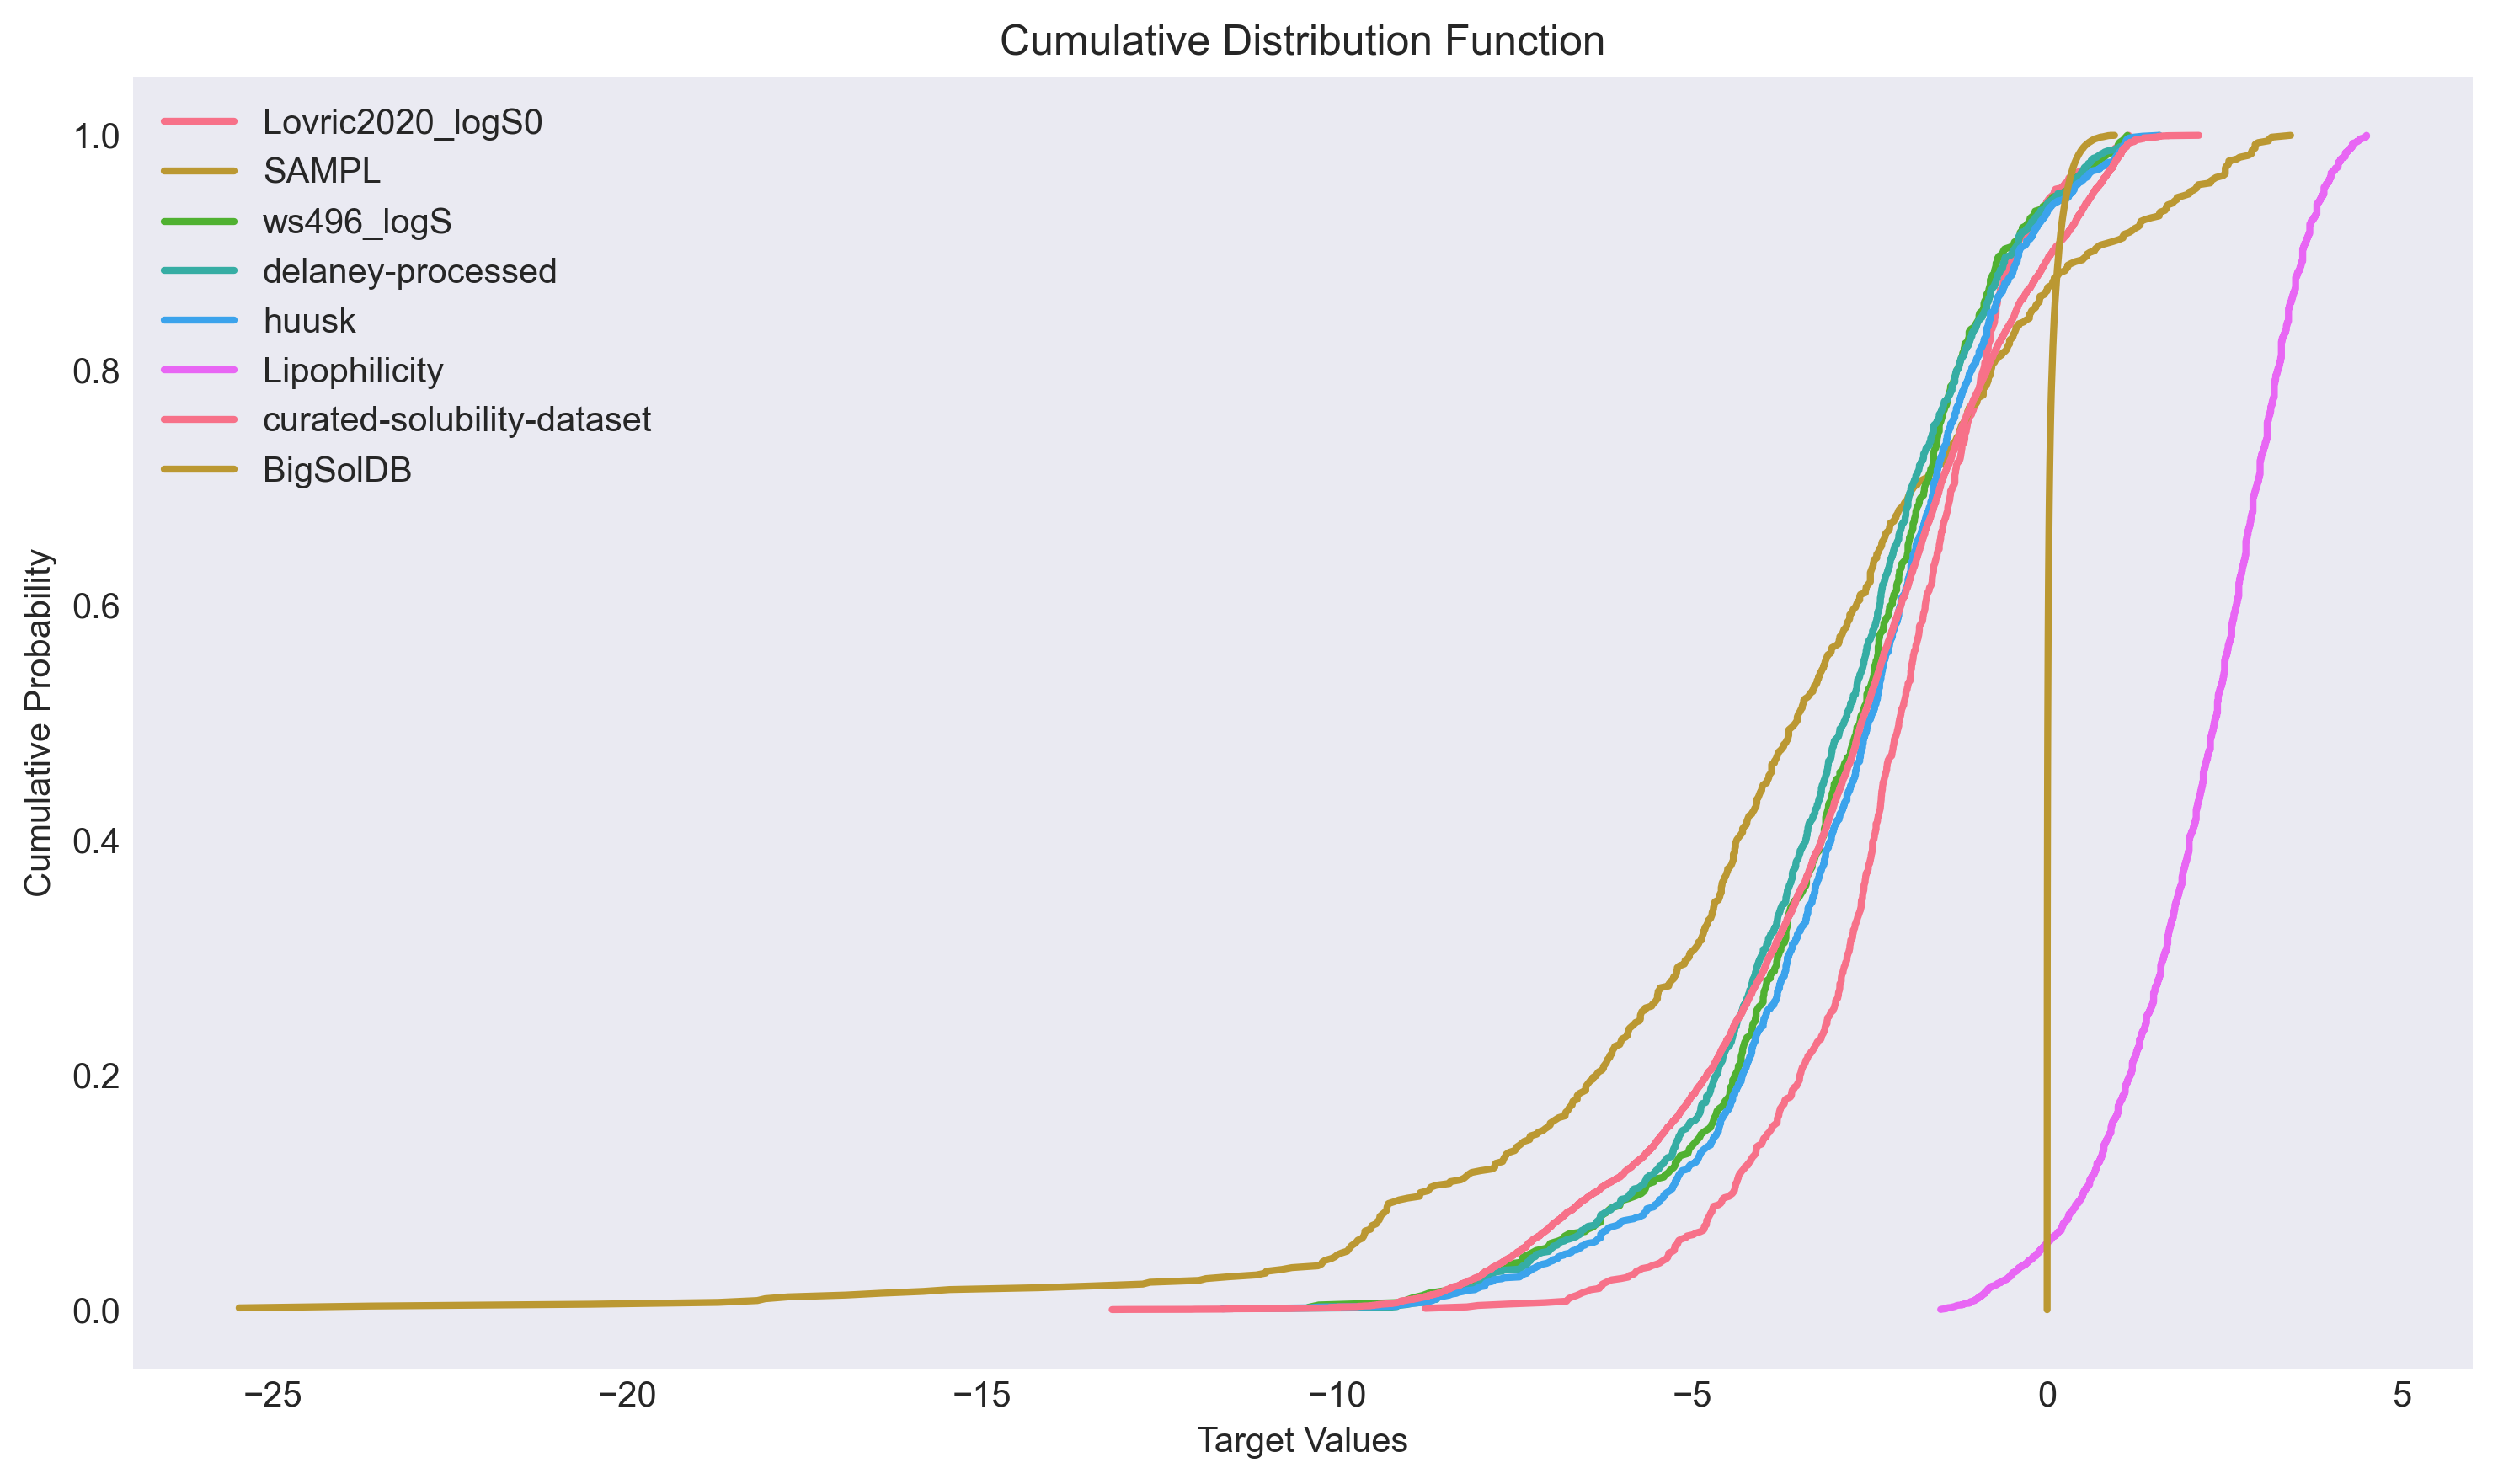 Cumulative Distribution Function
Lovric2020_logS0
SAMPL
ws496_logS
delaney-processed
huusk
Lipophilicity
curated-solubility-dataset
BigSolDB
Cumulative Probability
1.0
0.8
0.6
0.4
0.2
0.0
−25 −20 −15 −10 −5 0 5
Target Values